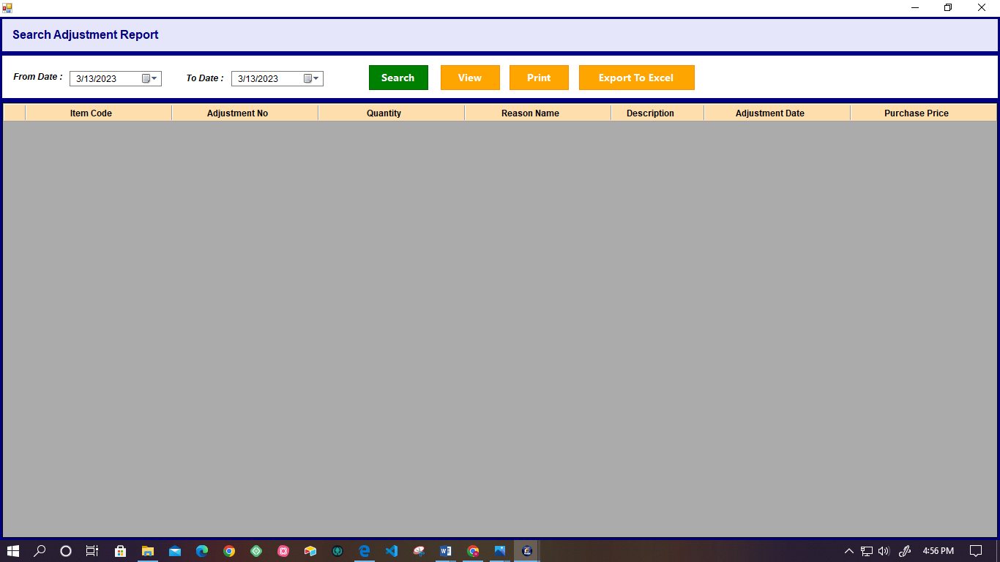 Search Adjustment Report
From Date : 3/13/2023 To Date : 3/13/2023 Search View Print Export To Excel
Item Code Adjustment No Quantity Reason Name Description Adjustment Date Purchase Price
4:56 PM